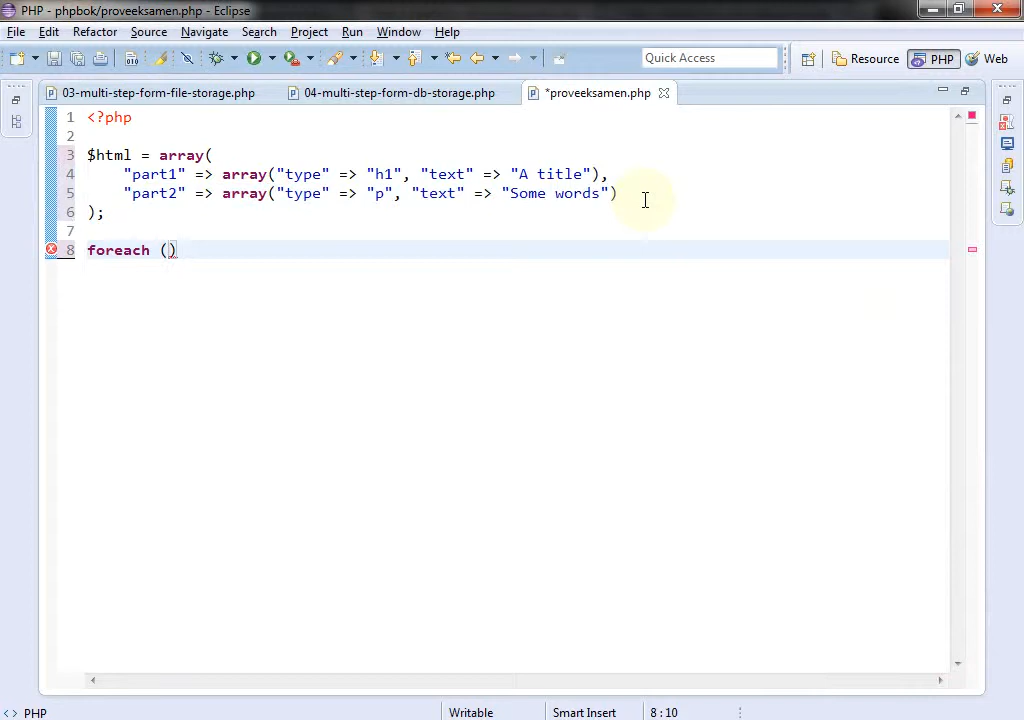 PHP - phpbok/proveeksamen.php - Eclipse
File Edit Refactor Source Navigate Search Project Run Window Help
Quick Access Resource PHP Web
03-multi-step-form-file-storage.php 04-multi-step-form-db-storage.php *proveeksamen.php
1 <?php
2
3 $html = array(
4 "part1" => array("type" => "h1", "text" => "A title"),
5 "part2" => array("type" => "p", "text" => "Some words")
6 );
7
8 foreach ()
<> PHP Writable Smart Insert 8 : 10